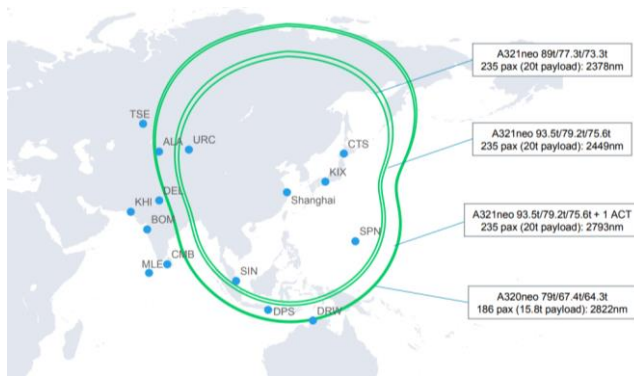 A321neo 89t/77.3t/73.3t
235 pax (20t payload): 2378nm
TSE
ALA
URC
CTS
A321neo 93.5t/79.2t/75.6t
235 pax (20t payload): 2449nm
KIX
DEL
Shanghai
KHI
BOM
A321neo 93.5t/79.2t/75.6t + 1 ACT
235 pax (20t payload): 2793nm
SPN
CMB
MLE
SIN
A320neo 79t/67.4t/64.3t
186 pax (15.8t payload): 2822nm
DPS
DRW